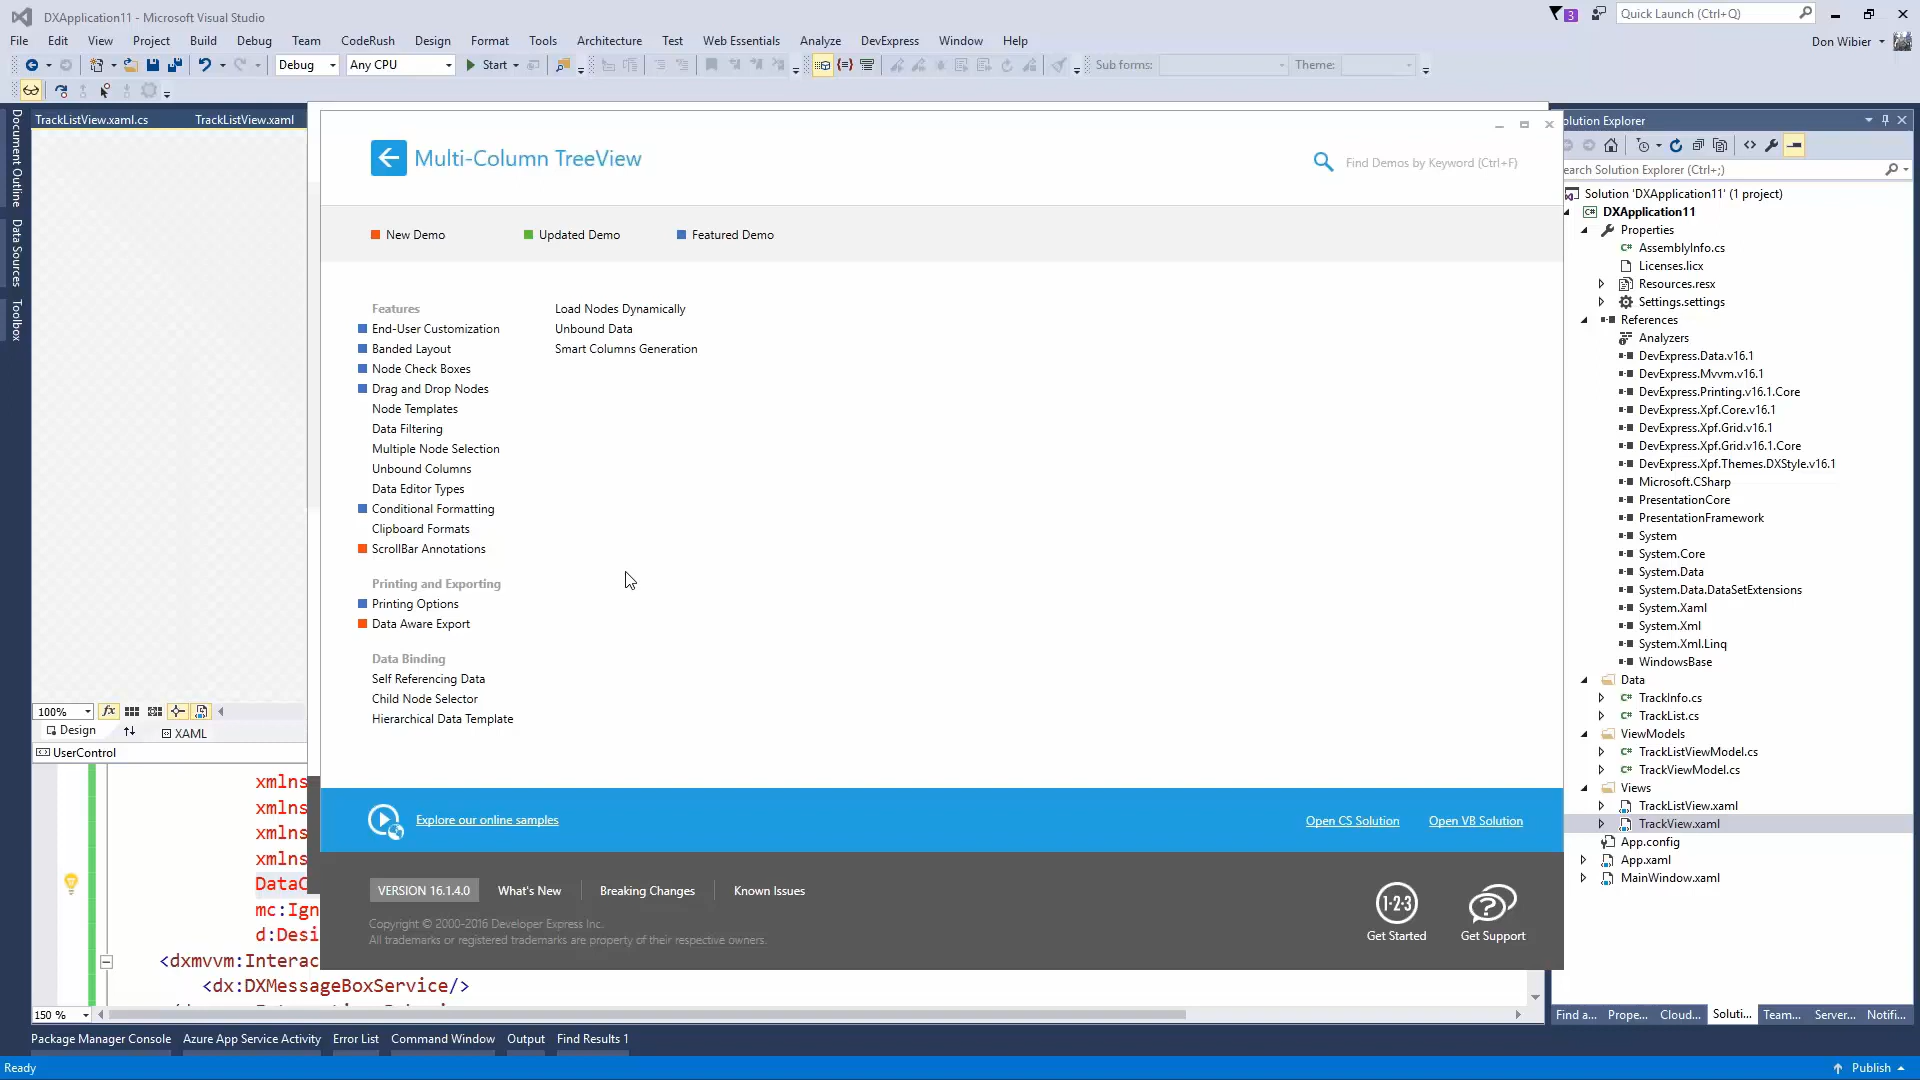 DXApplication11 - Microsoft Visual Studio
3
Quick Launch (Ctrl+Q)
File Edit View Project Build Debug Team CodeRush Design Format Tools Architecture Test Web Essentials Analyze DevExpress Window Help
Don Wibier
Debug Any CPU Start Sub forms: Theme:
Document Outline
Data Sources
Toolbox
TrackListView.xaml.cs TrackListView.xaml
Multi-Column TreeView
Find Demos by Keyword (Ctrl+F)
New Demo Updated Demo Featured Demo
Features
End-User Customization
Banded Layout
Node Check Boxes
Drag and Drop Nodes
Node Templates
Data Filtering
Multiple Node Selection
Unbound Columns
Data Editor Types
Conditional Formatting
Clipboard Formats
ScrollBar Annotations
Printing and Exporting
Printing Options
Data Aware Export
Data Binding
Self Referencing Data
Child Node Selector
Hierarchical Data Template
Load Nodes Dynamically
Unbound Data
Smart Columns Generation
Explore our online samples
Open CS Solution Open VB Solution
VERSION 16.1.4.0 What's New Breaking Changes Known Issues
Copyright © 2000-2016 Developer Express Inc.
All trademarks or registered trademarks are property of their respective owners.
1·2·3
Get Started
Get Support
100%
Design XAML
UserControl
xmlns
xmlns
xmlns
xmlns
DataC
mc:Ign
d:Desi
<dxmvvm:Interac
<dx:DXMessageBoxService/>
150 %
olution Explorer
earch Solution Explorer (Ctrl+;)
Solution 'DXApplication11' (1 project)
DXApplication11
Properties
AssemblyInfo.cs
Licenses.licx
Resources.resx
Settings.settings
References
Analyzers
DevExpress.Data.v16.1
DevExpress.Mvvm.v16.1
DevExpress.Printing.v16.1.Core
DevExpress.Xpf.Core.v16.1
DevExpress.Xpf.Grid.v16.1
DevExpress.Xpf.Grid.v16.1.Core
DevExpress.Xpf.Themes.DXStyle.v16.1
Microsoft.CSharp
PresentationCore
PresentationFramework
System
System.Core
System.Data
System.Data.DataSetExtensions
System.Xaml
System.Xml
System.Xml.Linq
WindowsBase
Data
TrackInfo.cs
TrackList.cs
ViewModels
TrackListViewModel.cs
TrackViewModel.cs
Views
TrackListView.xaml
TrackView.xaml
App.config
App.xaml
MainWindow.xaml
Find a... Prope... Cloud... Soluti... Team... Server... Notifi...
Package Manager Console Azure App Service Activity Error List Command Window Output Find Results 1
Ready
Publish